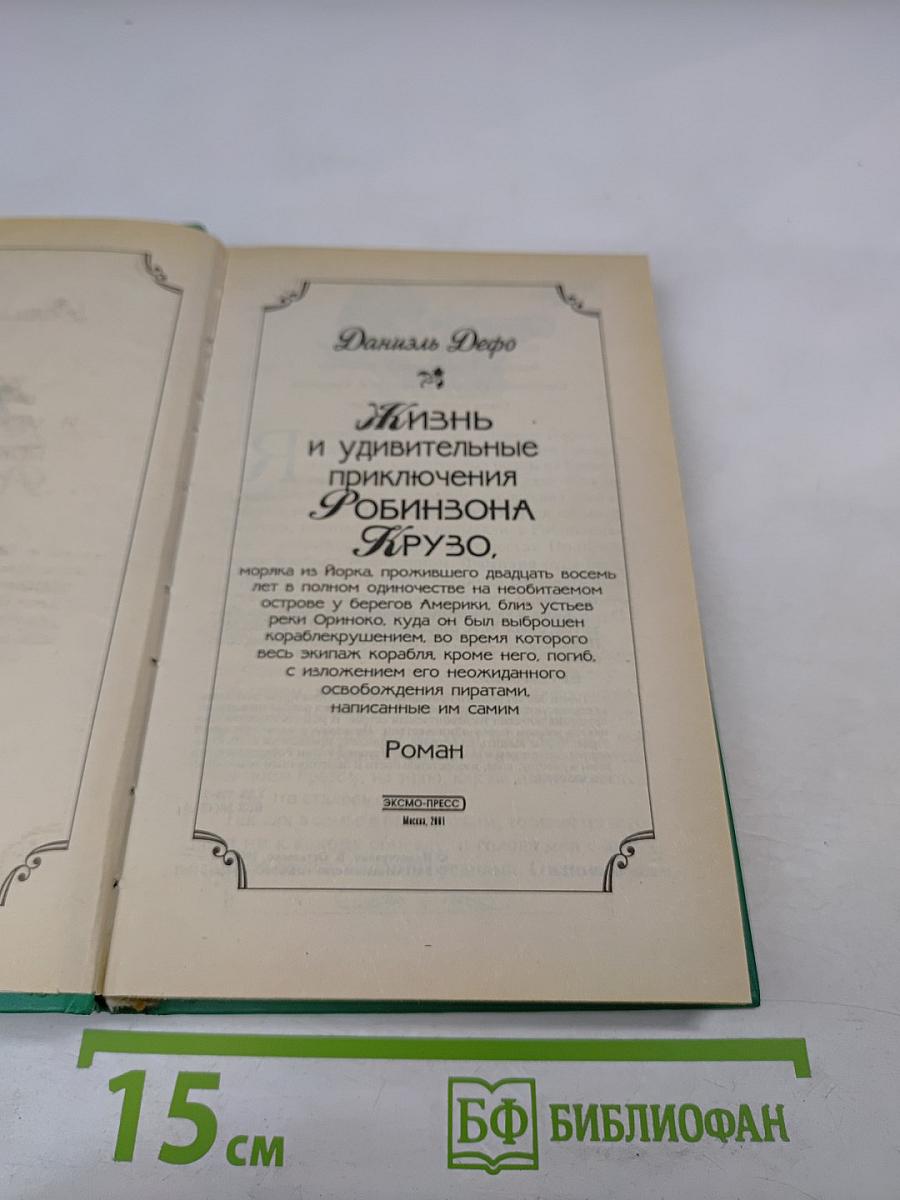 Даниэль Дефо
Жизнь
и удивительные
приключения
Робинзона
Крузо,
моряка из Йорка, прожившего двадцать восемь
лет в полном одиночестве на необитаемом
острове у берегов Америки, близ устьев
реки Ориноко, куда он был выброшен
кораблекрушением, во время которого
весь экипаж корабля, кроме него, погиб,
с изложением его неожиданного
освобождения пиратами,
написанные им самим
Роман
ЭКСМО-ПРЕСС
Москва, 2001
15 см
БФ БИБЛИОФАН